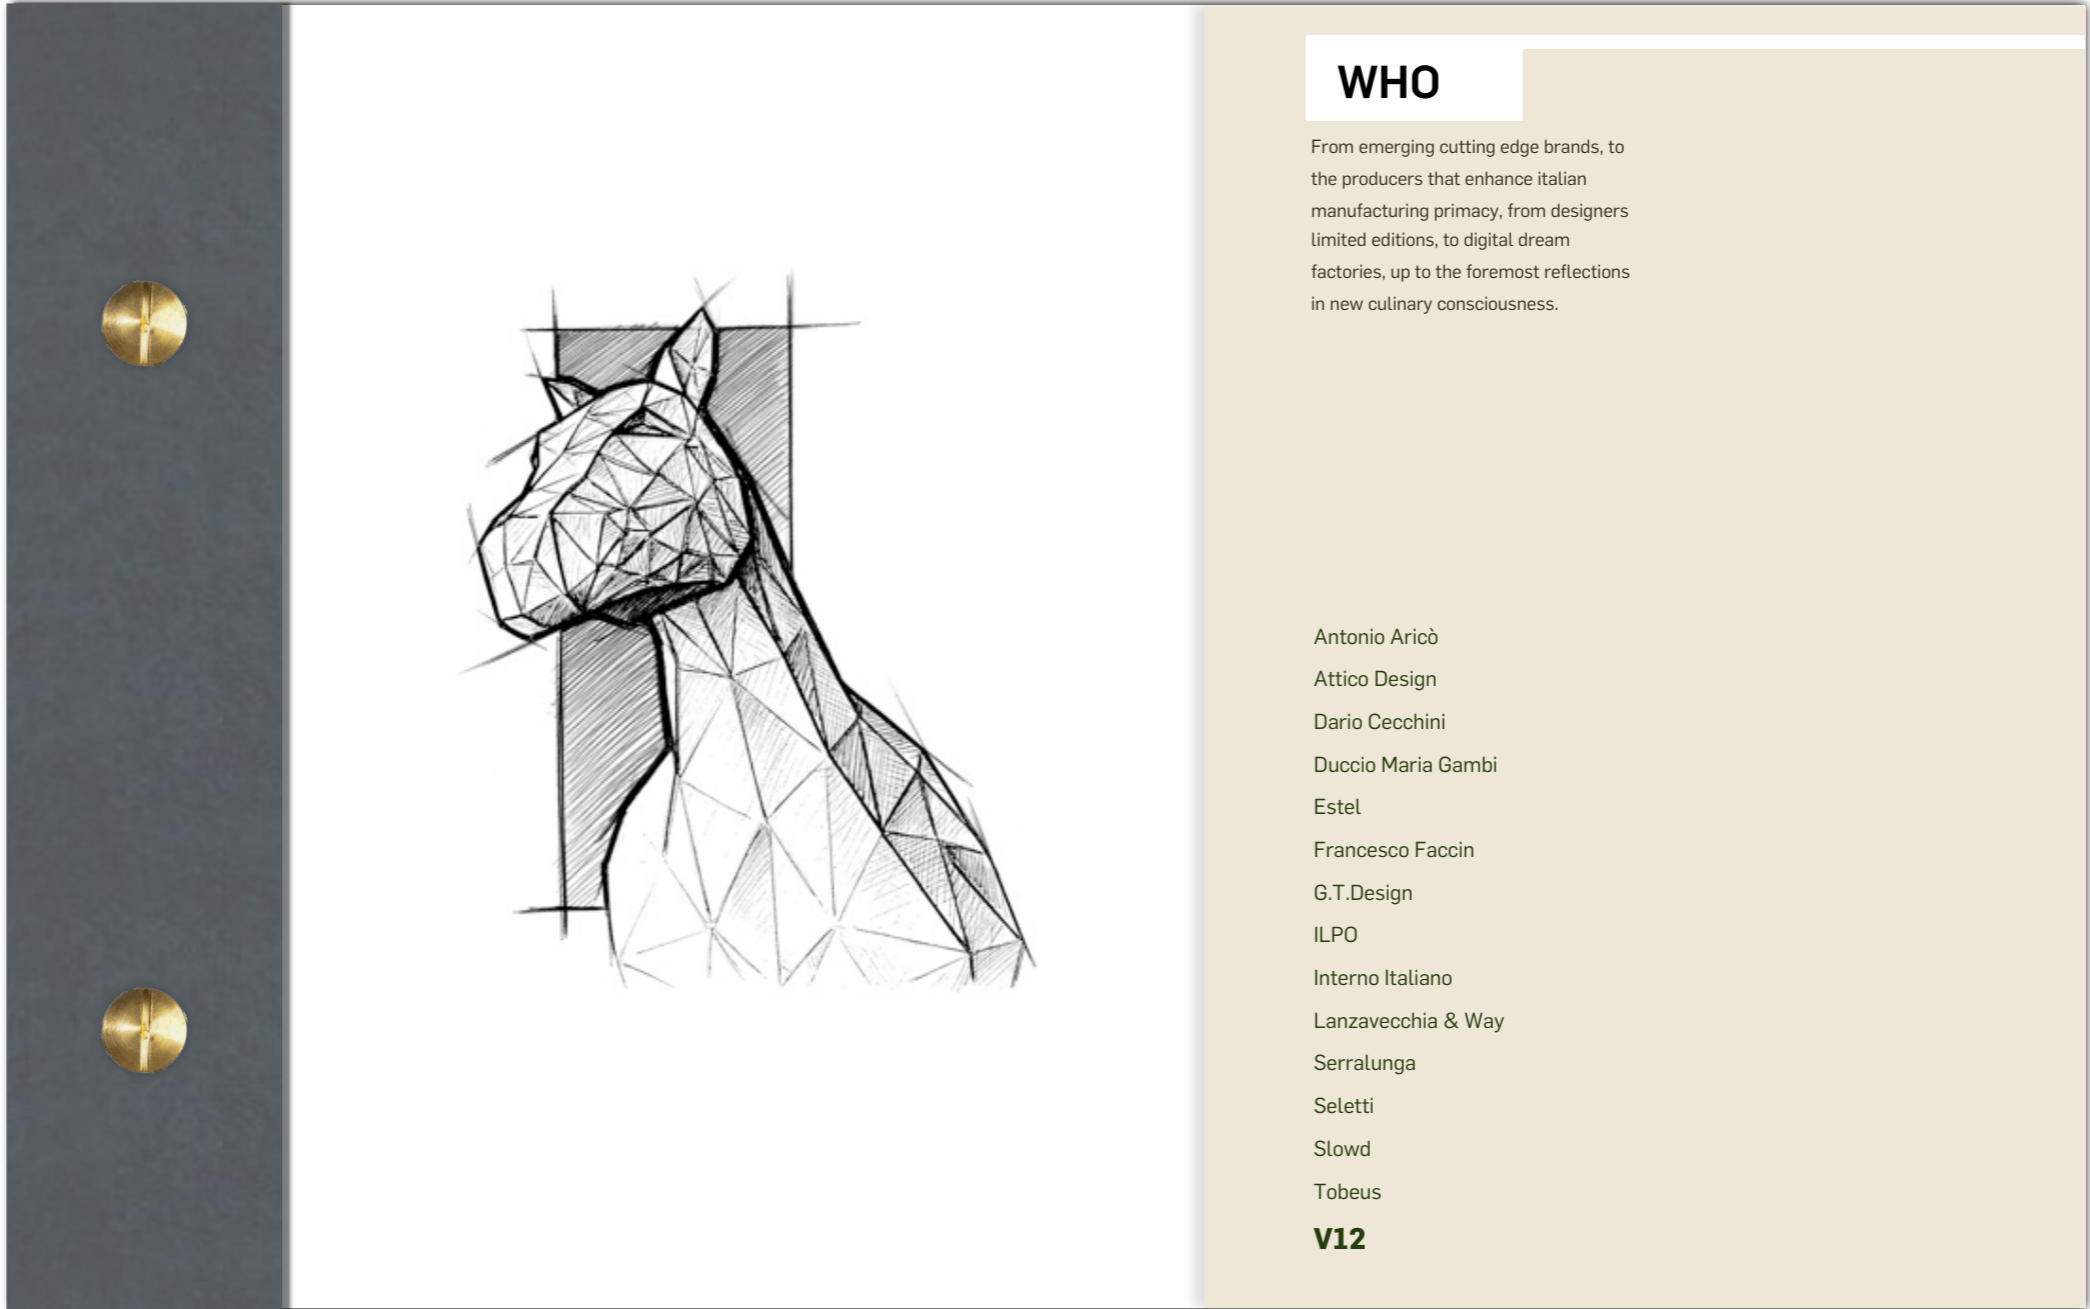 WHO
From emerging cutting edge brands, to
the producers that enhance italian
manufacturing primacy, from designers
limited editions, to digital dream
factories, up to the foremost reflections
in new culinary consciousness.
Antonio Aricò
Attico Design
Dario Cecchini
Duccio Maria Gambi
Estel
Francesco Faccin
G.T.Design
ILPO
Interno Italiano
Lanzavecchia & Way
Serralunga
Seletti
Slowd
Tobeus
V12